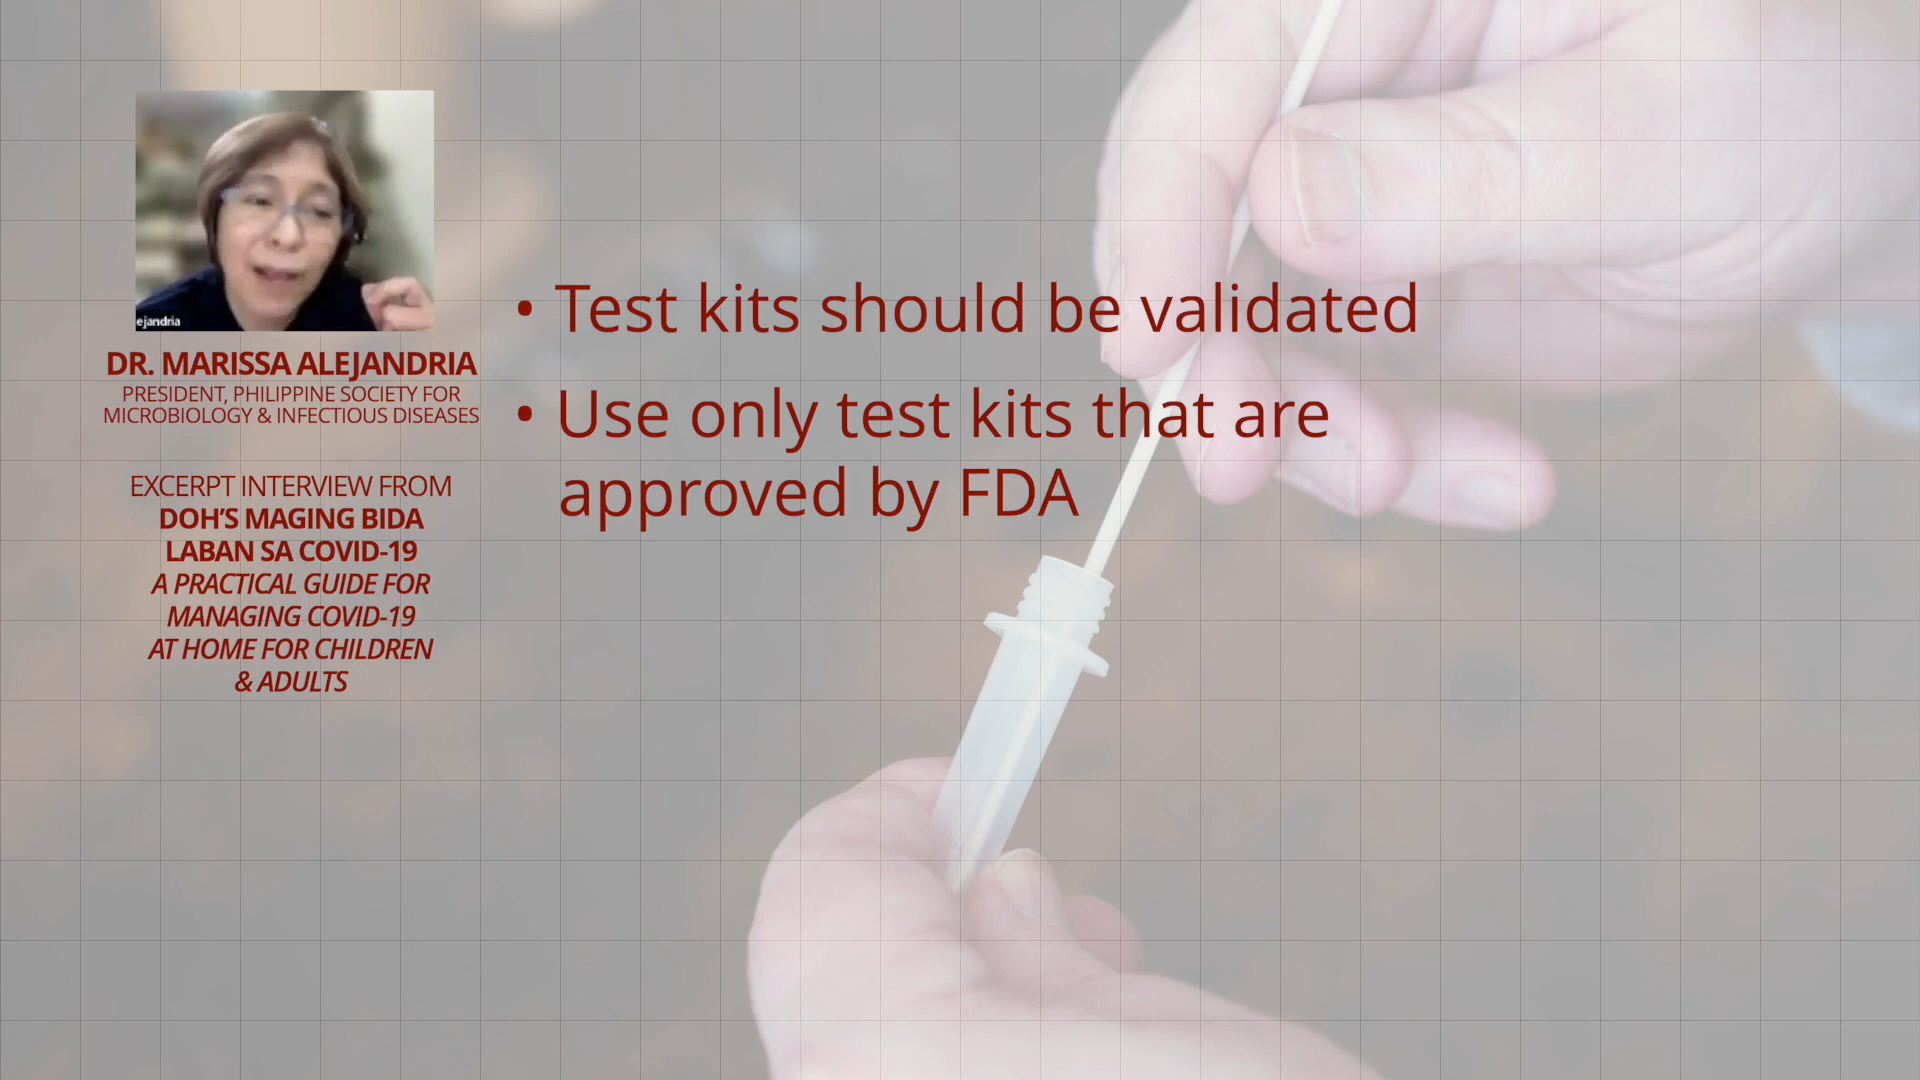 ejandria
DR. MARISSA ALEJANDRIA
PRESIDENT, PHILIPPINE SOCIETY FOR
MICROBIOLOGY & INFECTIOUS DISEASES
EXCERPT INTERVIEW FROM
DOH’S MAGING BIDA
LABAN SA COVID-19
A PRACTICAL GUIDE FOR
MANAGING COVID-19
AT HOME FOR CHILDREN
& ADULTS
• Test kits should be validated
• Use only test kits that are
approved by FDA